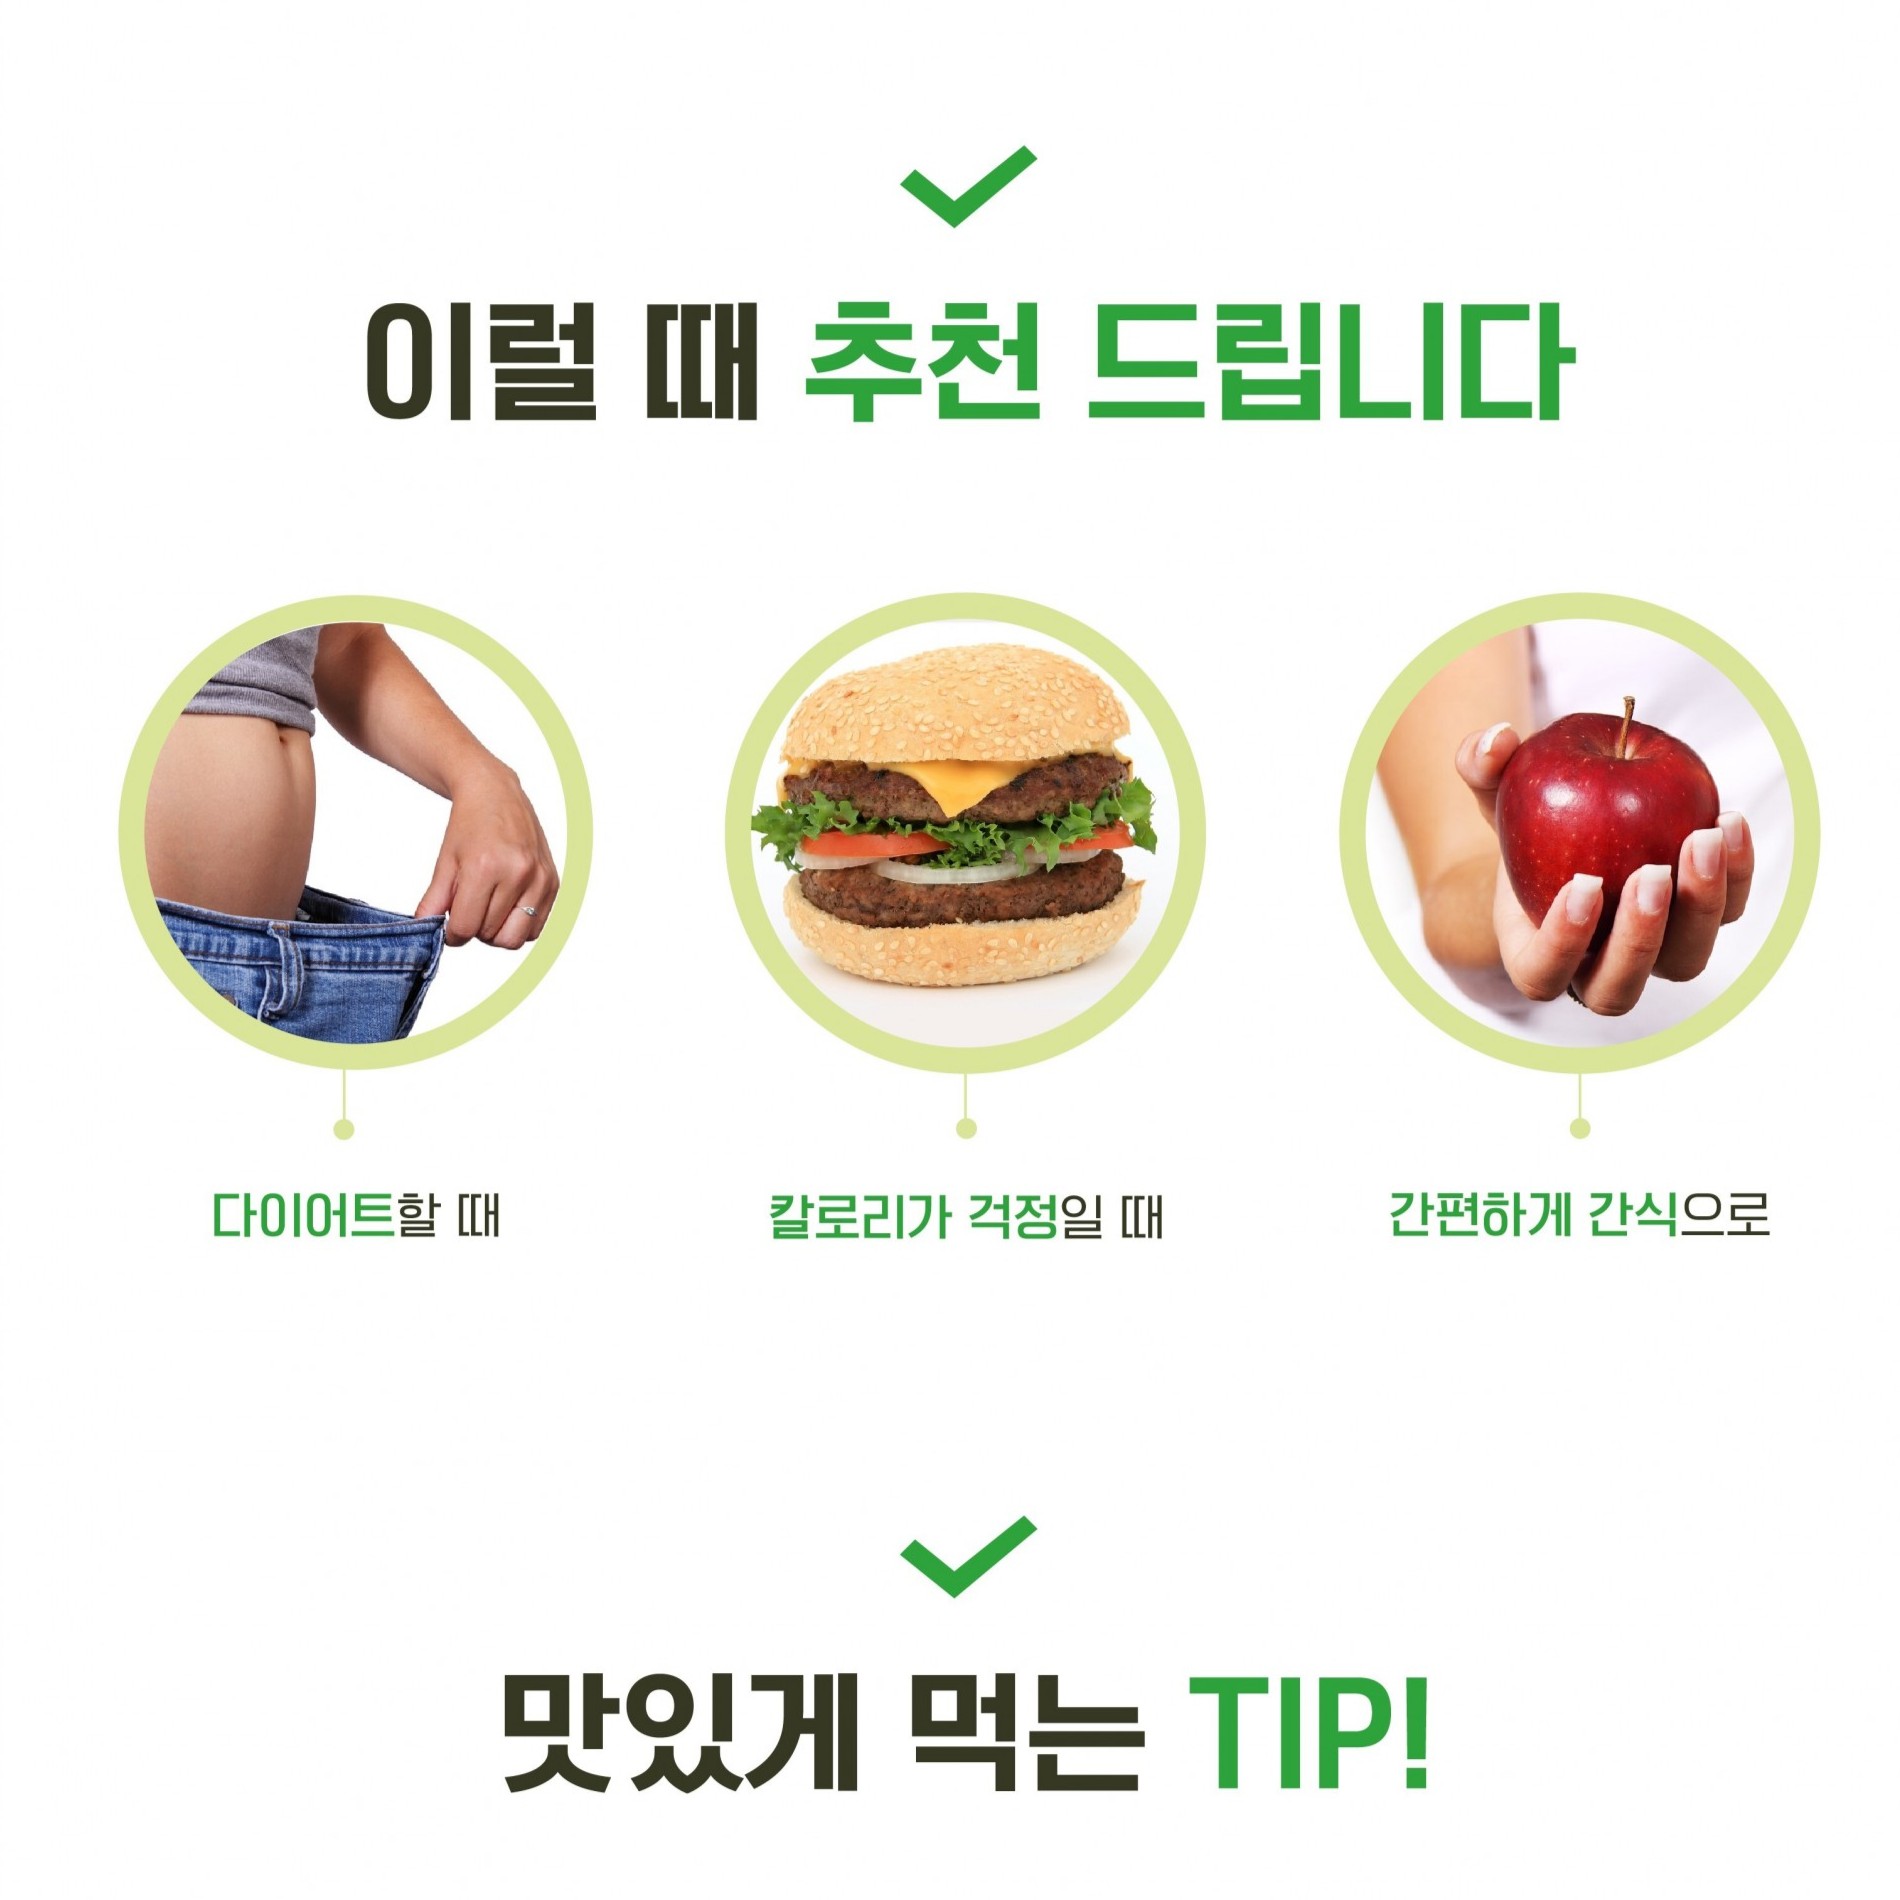 이럴 때 추천 드립니다
다이어트할 때
칼로리가 걱정일 때
간편하게 간식으로
맛있게 먹는 TIP!